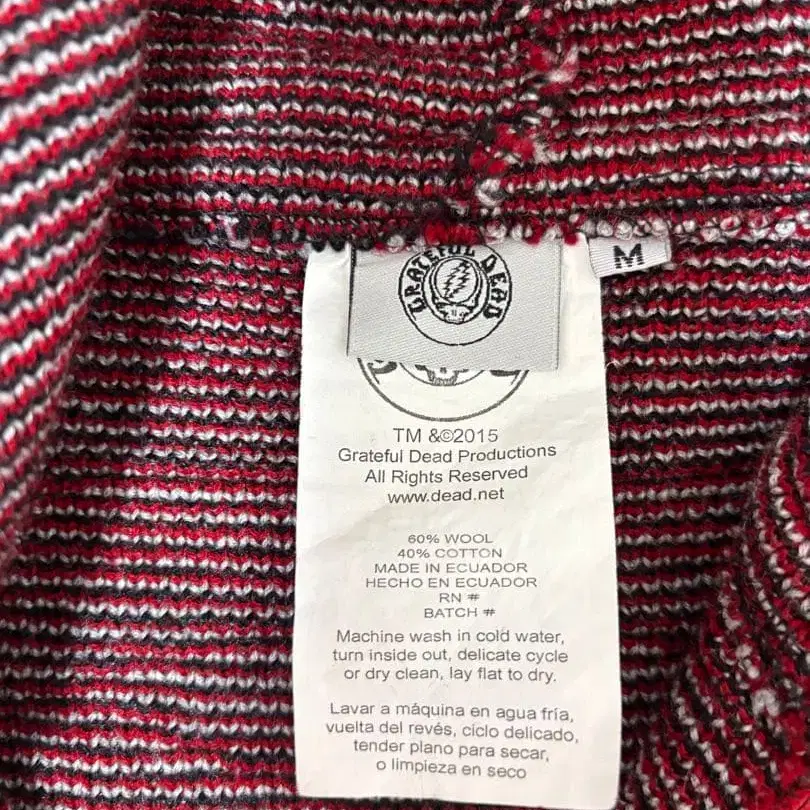 GRATEFUL DEAD
M
TM &©2015
Grateful Dead Productions
All Rights Reserved
www.dead.net
60% WOOL
40% COTTON
MADE IN ECUADOR
HECHO EN ECUADOR
RN #
BATCH #
Machine wash in cold water,
turn inside out, delicate cycle
or dry clean, lay flat to dry.
Lavar a máquina en agua fría,
vuelta del revés, ciclo delicado,
tender plano para secar,
o limpieza en seco